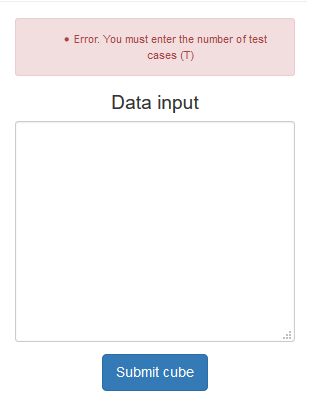 • Error. You must enter the number of test
cases (T)
Data input
Submit cube